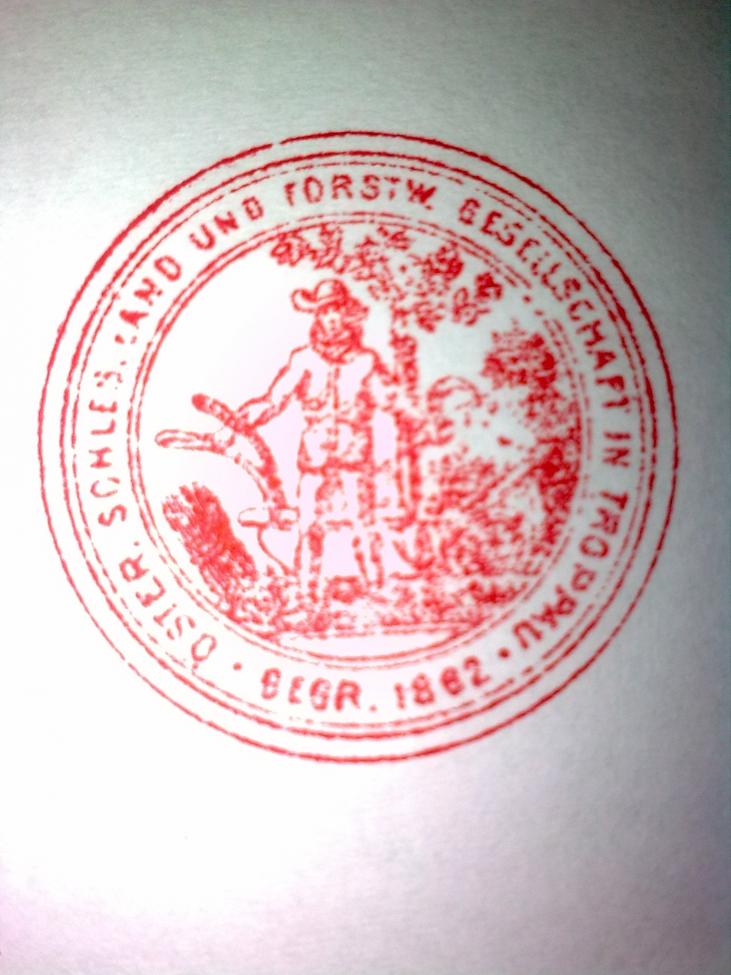 ÖSTER. SCHLES. LAND UND FORSTW. GESELLSCHAFT IN TROPPAU
• BEGR. 1862 •